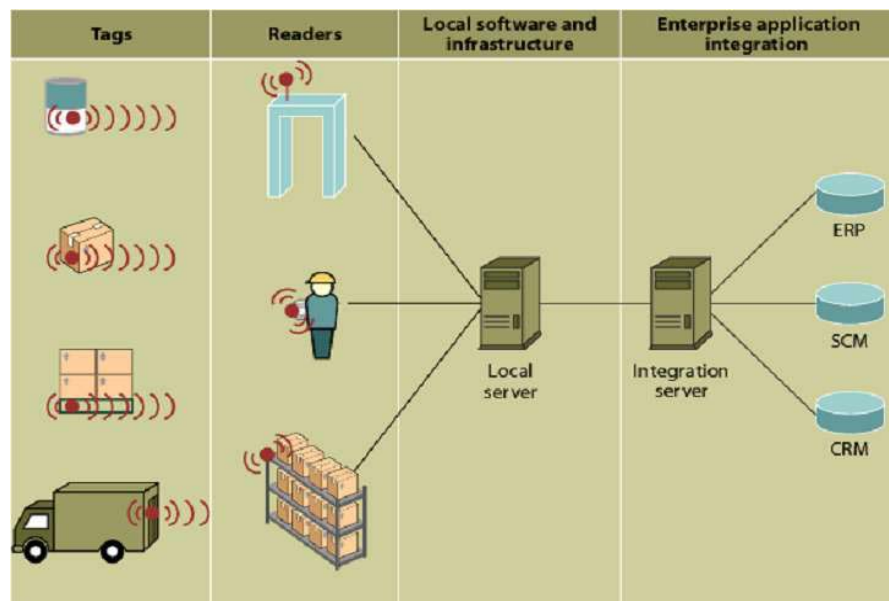 Tags
Readers
Local software and
infrastructure
Enterprise application
integration
ERP
SCM
CRM
Local
server
Integration
server